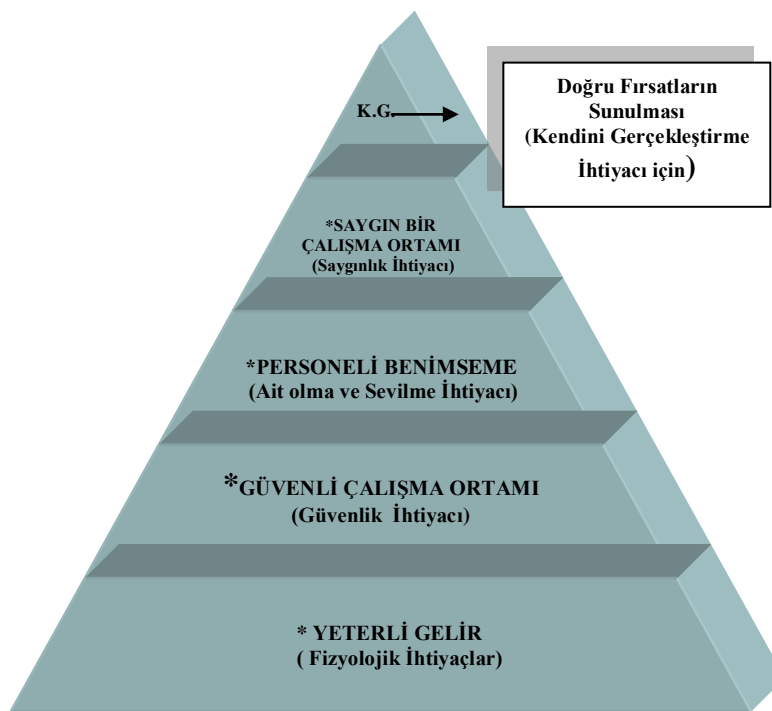 K.G.
Doğru Fırsatların
Sunulması
(Kendini Gerçekleştirme
İhtiyacı için)
*SAYGIN BİR
ÇALIŞMA ORTAMI
(Saygınlık İhtiyacı)
*PERSONELİ BENİMSEME
(Ait olma ve Sevilme İhtiyacı)
*GÜVENLİ ÇALIŞMA ORTAMI
(Güvenlik İhtiyacı)
* YETERLİ GELİR
( Fizyolojik İhtiyaçlar)